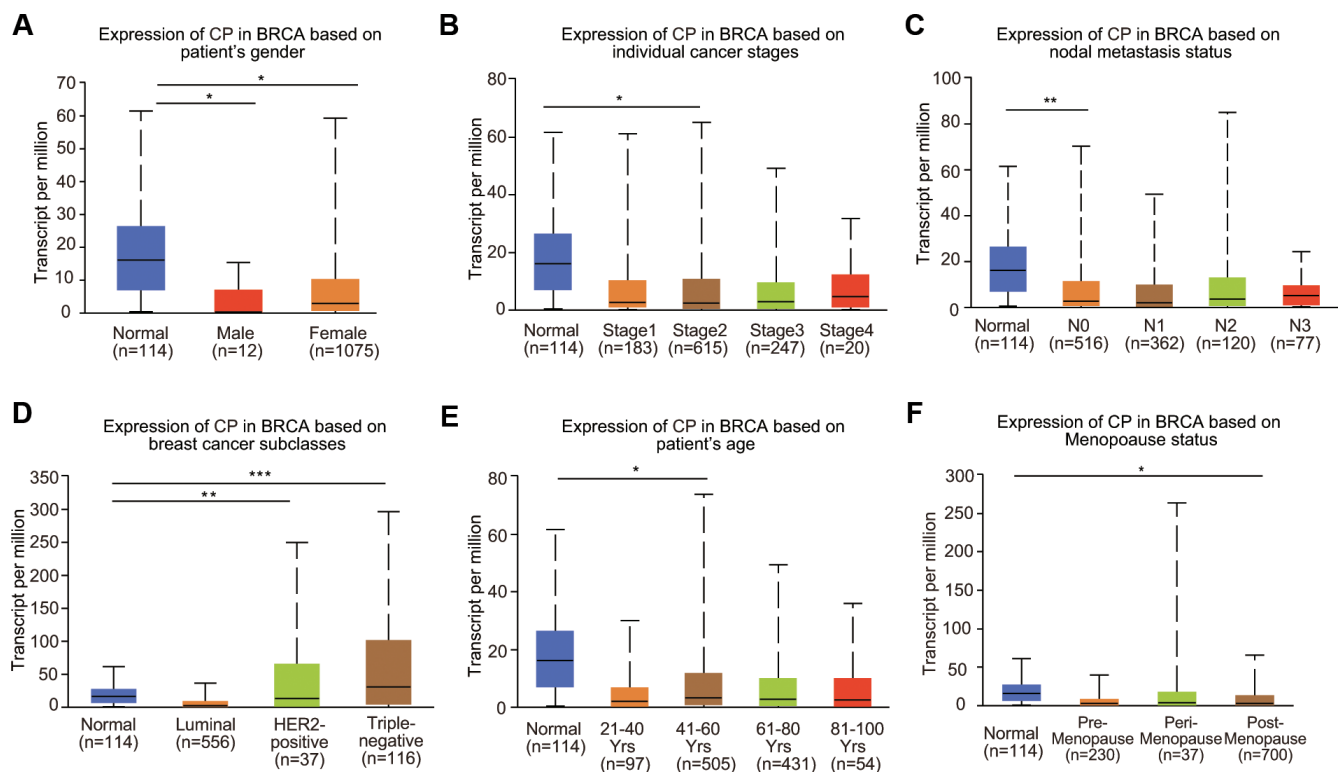 A
Expression of CP in BRCA based on
patient's gender
Transcript per million
70
60
50
40
30
20
10
0
*
*
Normal
(n=114)
Male
(n=12)
Female
(n=1075)
B
Expression of CP in BRCA based on
individual cancer stages
Transcript per million
80
60
40
20
0
*
Normal
(n=114)
Stage1
(n=183)
Stage2
(n=615)
Stage3
(n=247)
Stage4
(n=20)
C
Expression of CP in BRCA based on
nodal metastasis status
Transcript per million
100
80
60
40
20
0
**
Normal
(n=114)
N0
(n=516)
N1
(n=362)
N2
(n=120)
N3
(n=77)
D
Expression of CP in BRCA based on
breast cancer subclasses
Transcript per million
350
300
250
200
150
100
50
0
***
**
Normal
(n=114)
Luminal
(n=556)
HER2-
positive
(n=37)
Triple-
negative
(n=116)
E
Expression of CP in BRCA based on
patient's age
Transcript per million
80
60
40
20
0
*
Normal
(n=114)
21-40
Yrs
(n=97)
41-60
Yrs
(n=505)
61-80
Yrs
(n=431)
81-100
Yrs
(n=54)
F
Expression of CP in BRCA based on
Menopoause status
Transcript per million
300
250
200
150
100
50
0
*
Normal
(n=114)
Pre-
Menopause
(n=230)
Peri-
Menopause
(n=37)
Post-
Menopause
(n=700)